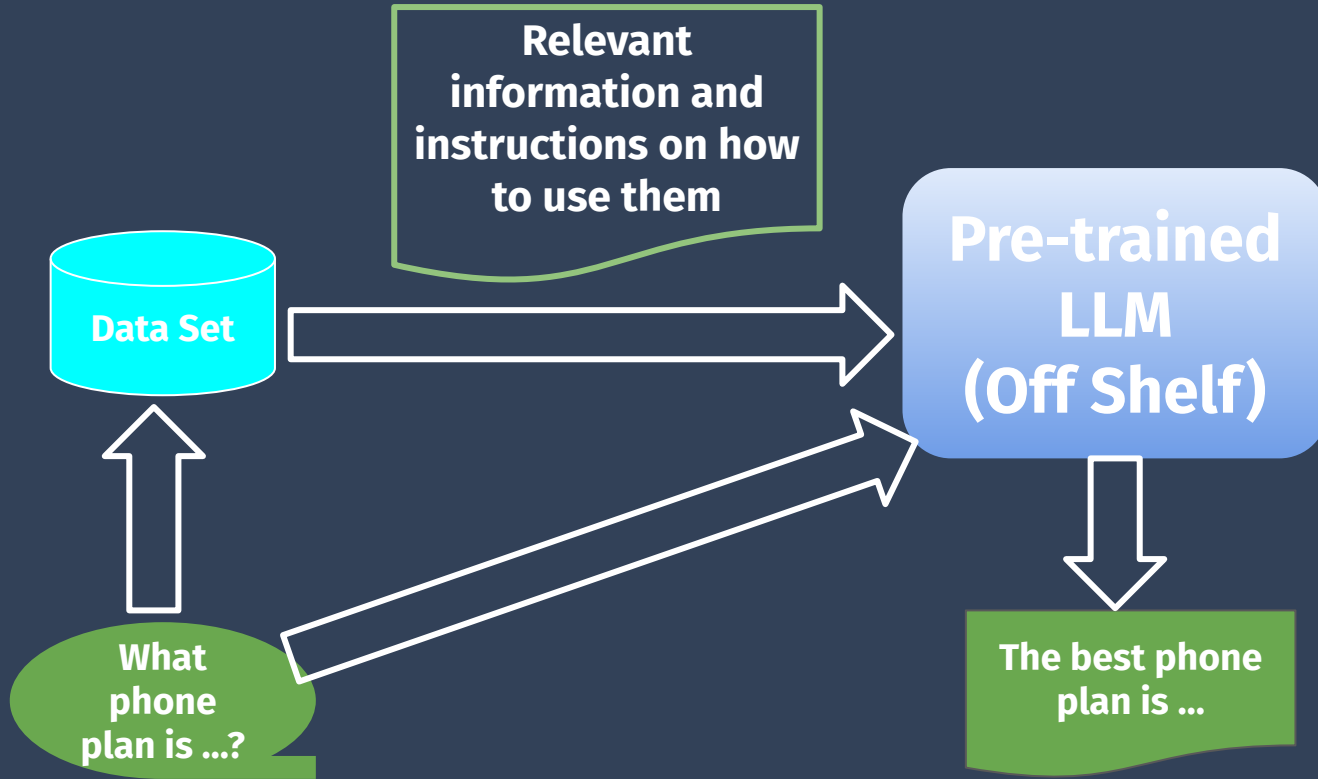 Relevant
information and
instructions on how
to use them
Pre-trained
LLM
(Off Shelf)
Data Set
What
phone
plan is ...?
The best phone
plan is ...